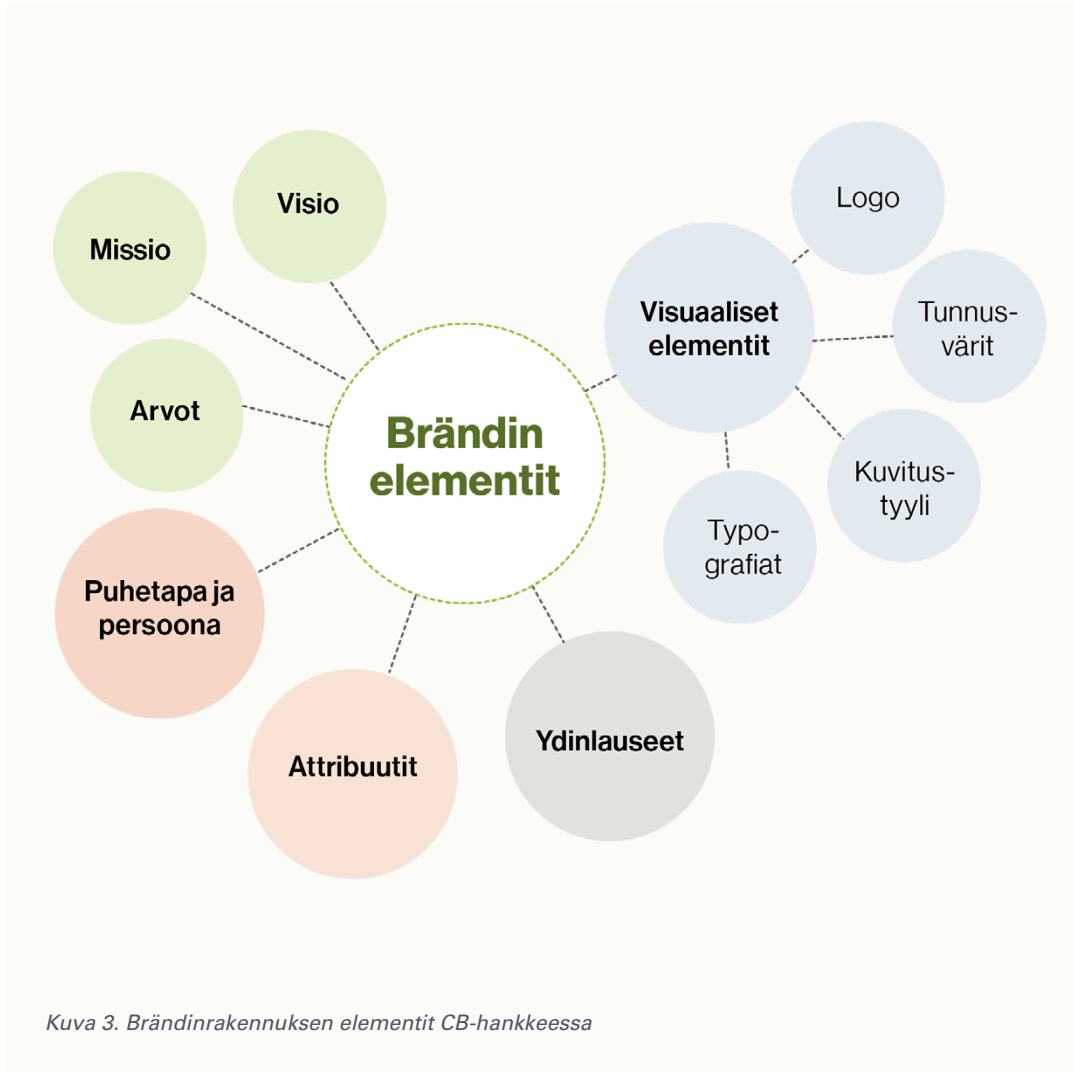 Visio
Missio
Arvot
Puhetapa ja
persoona
Attribuutit
Ydinlauseet
Brändin
elementit
Visuaaliset
elementit
Logo
Tunnus-
värit
Kuvitus-
tyyli
Typo-
grafiat
Kuva 3. Brändinrakennuksen elementit CB-hankkeessa